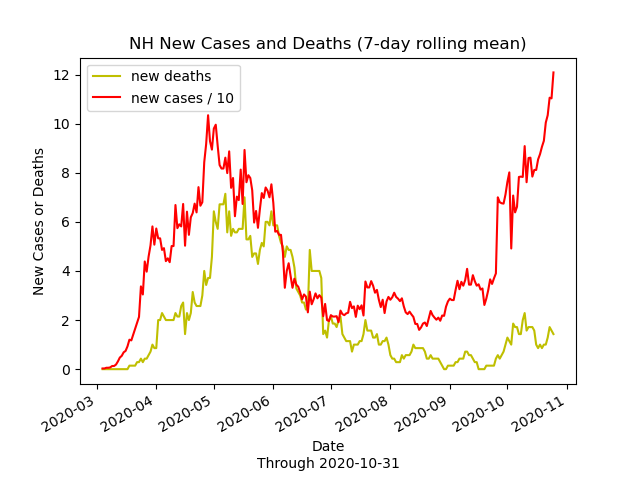 NH New Cases and Deaths (7-day rolling mean)
new deaths
new cases / 10
12
10
8
6
4
2
0
New Cases or Deaths
2020-03
2020-04
2020-05
2020-06
2020-07
2020-08
2020-09
2020-10
2020-11
Date
Through 2020-10-31